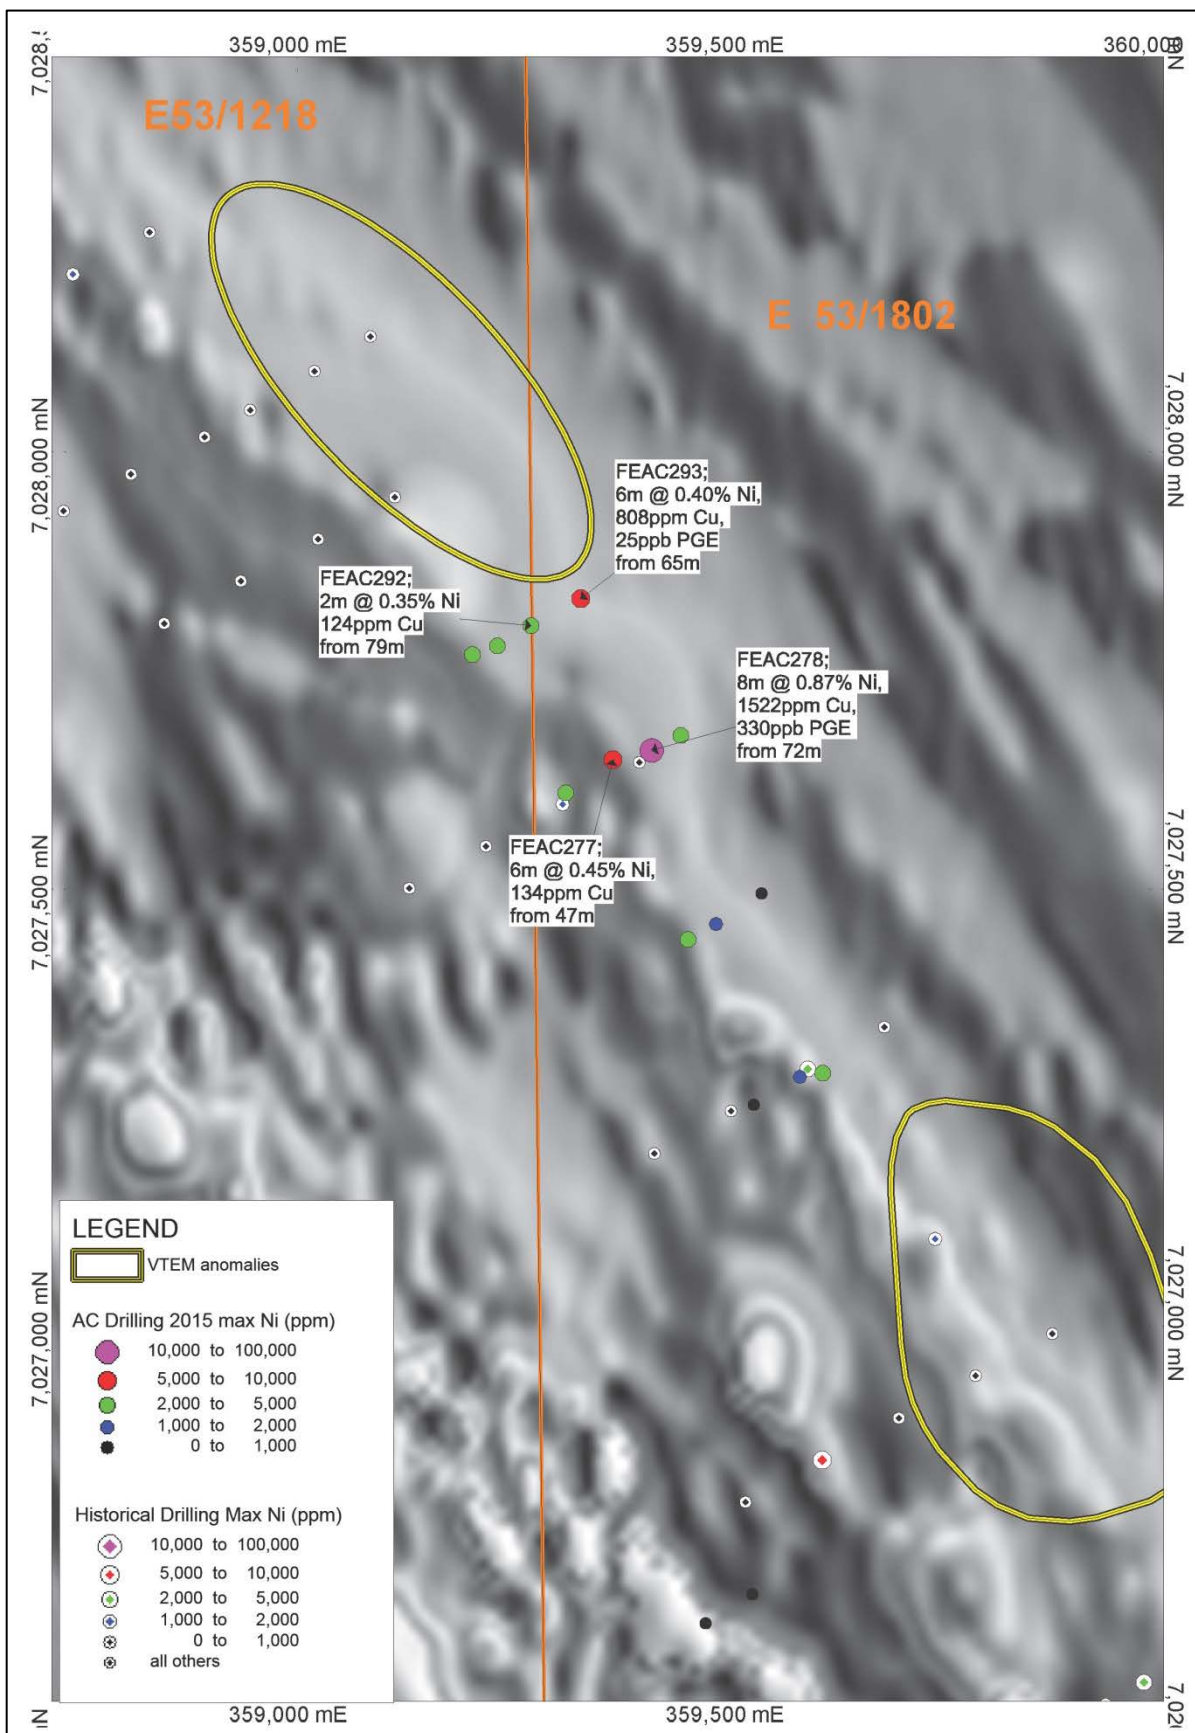 359,000 mE
359,500 mE
360,000
7,028,
E53/1218
E 53/1802
7,028,000 mN
7,028,000 mN
FEAC293;
6m @ 0.40% Ni,
808ppm Cu,
25ppb PGE
from 65m
FEAC292;
2m @ 0.35% Ni
124ppm Cu
from 79m
FEAC278;
8m @ 0.87% Ni,
1522ppm Cu,
330ppb PGE
from 72m
FEAC277;
6m @ 0.45% Ni,
134ppm Cu
from 47m
7,027,500 mN
7,027,500 mN
7,027,000 mN
7,027,000 mN
LEGEND
VTEM anomalies
AC Drilling 2015 max Ni (ppm)
10,000 to 100,000
5,000 to 10,000
2,000 to 5,000
1,000 to 2,000
0 to 1,000
Historical Drilling Max Ni (ppm)
10,000 to 100,000
5,000 to 10,000
2,000 to 5,000
1,000 to 2,000
0 to 1,000
all others
359,000 mE
359,500 mE